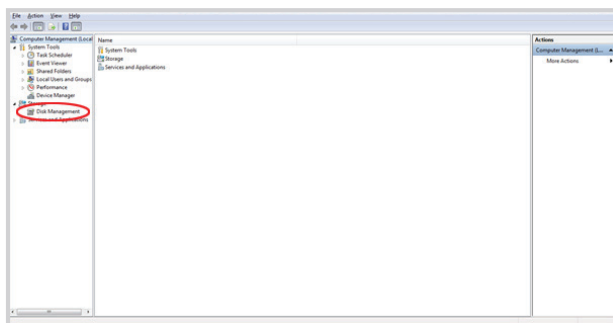 File Action View Help
Computer Management (Local
System Tools
Task Scheduler
Event Viewer
Shared Folders
Local Users and Groups
Performance
Device Manager
Storage
Disk Management
Services and Applications
Name
System Tools
Storage
Services and Applications
Actions
Computer Management (L...
More Actions